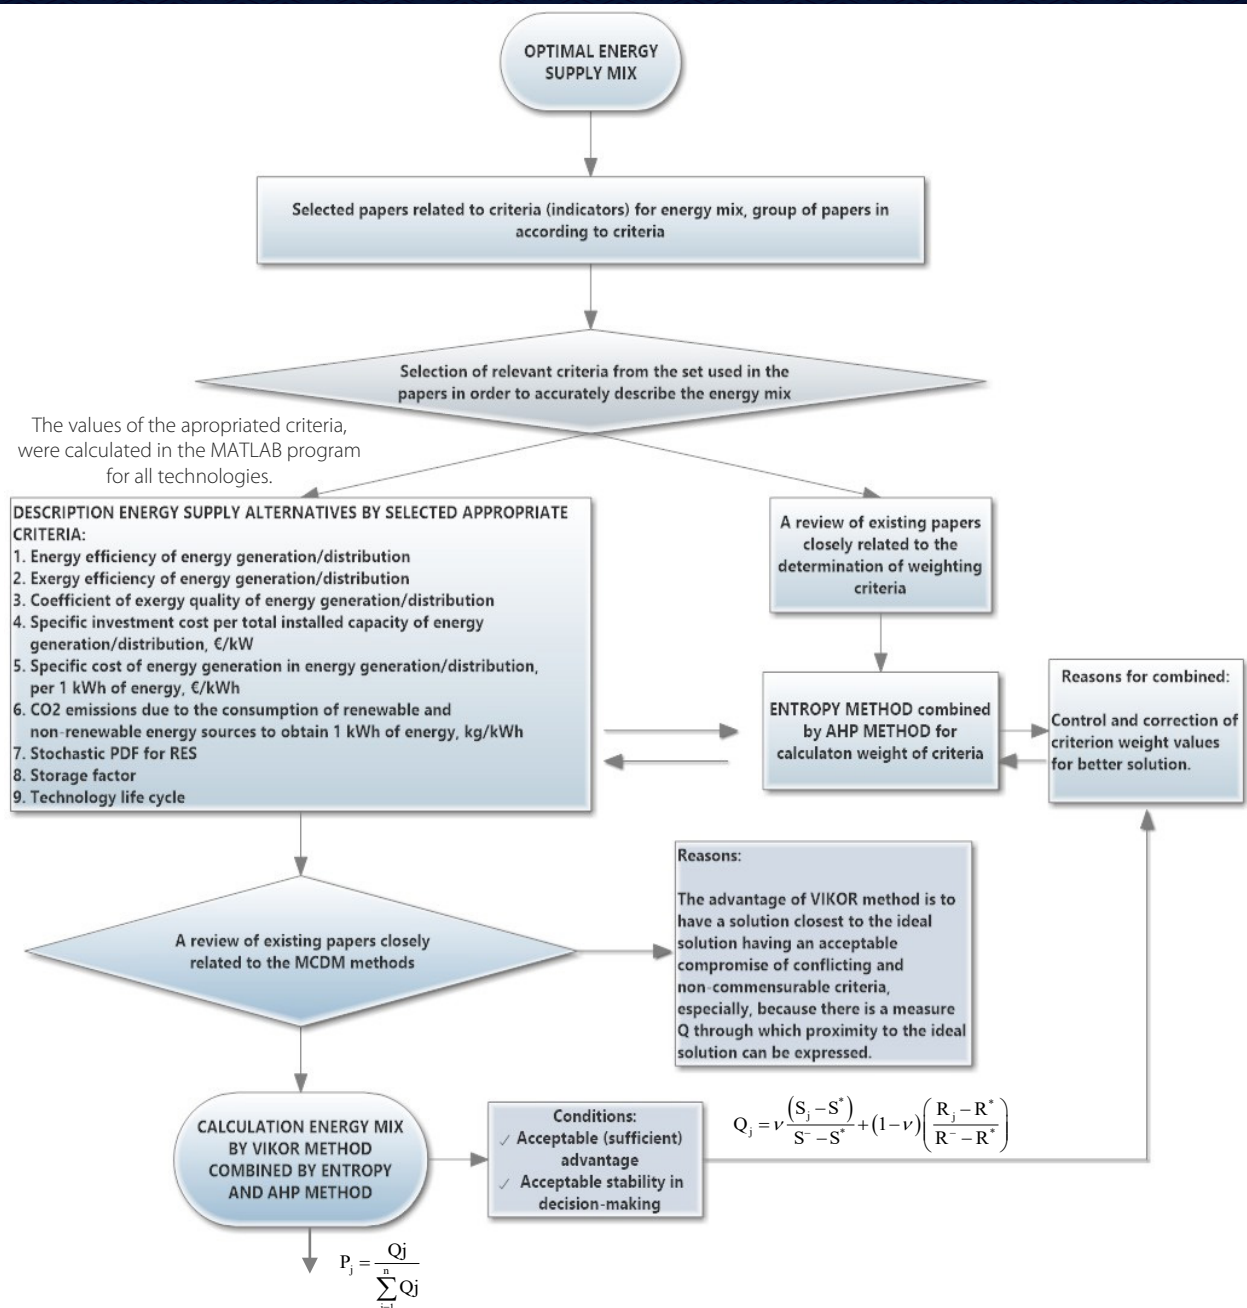 OPTIMAL ENERGY
SUPPLY MIX
Selected papers related to criteria (indicators) for energy mix, group of papers in
according to criteria
Selection of relevant criteria from the set used in the
papers in order to accurately describe the energy mix
The values of the apropriated criteria,
were calculated in the MATLAB program
for all technologies.
DESCRIPTION ENERGY SUPPLY ALTERNATIVES BY SELECTED APPROPRIATE
CRITERIA:
1. Energy efficiency of energy generation/distribution
2. Exergy efficiency of energy generation/distribution
3. Coefficient of exergy quality of energy generation/distribution
4. Specific investment cost per total installed capacity of energy
generation/distribution, €/kW
5. Specific cost of energy generation in energy generation/distribution,
per 1 kWh of energy, €/kWh
6. CO2 emissions due to the consumption of renewable and
non-renewable energy sources to obtain 1 kWh of energy, kg/kWh
7. Stochastic PDF for RES
8. Storage factor
9. Technology life cycle
A review of existing papers
closely related to the
determination of weighting
criteria
ENTROPY METHOD combined
by AHP METHOD for
calculaton weight of criteria
Reasons for combined:
Control and correction of
criterion weight values
for better solution.
A review of existing papers closely
related to the MCDM methods
Reasons:
The advantage of VIKOR method is to
have a solution closest to the ideal
solution having an acceptable
compromise of conflicting and
non-commensurable criteria,
especially, because there is a measure
Q through which proximity to the ideal
solution can be expressed.
CALCULATION ENERGY MIX
BY VIKOR METHOD
COMBINED BY ENTROPY
AND AHP METHOD
Conditions:
✓ Acceptable (sufficient)
advantage
✓ Acceptable stability in
decision-making
Q_j = ν (S_j – S^*) / (S^- – S^*) + (1–ν) ((R_j – R^*) / (R^- – R^*))
P_j = Qj / ∑^n Qj